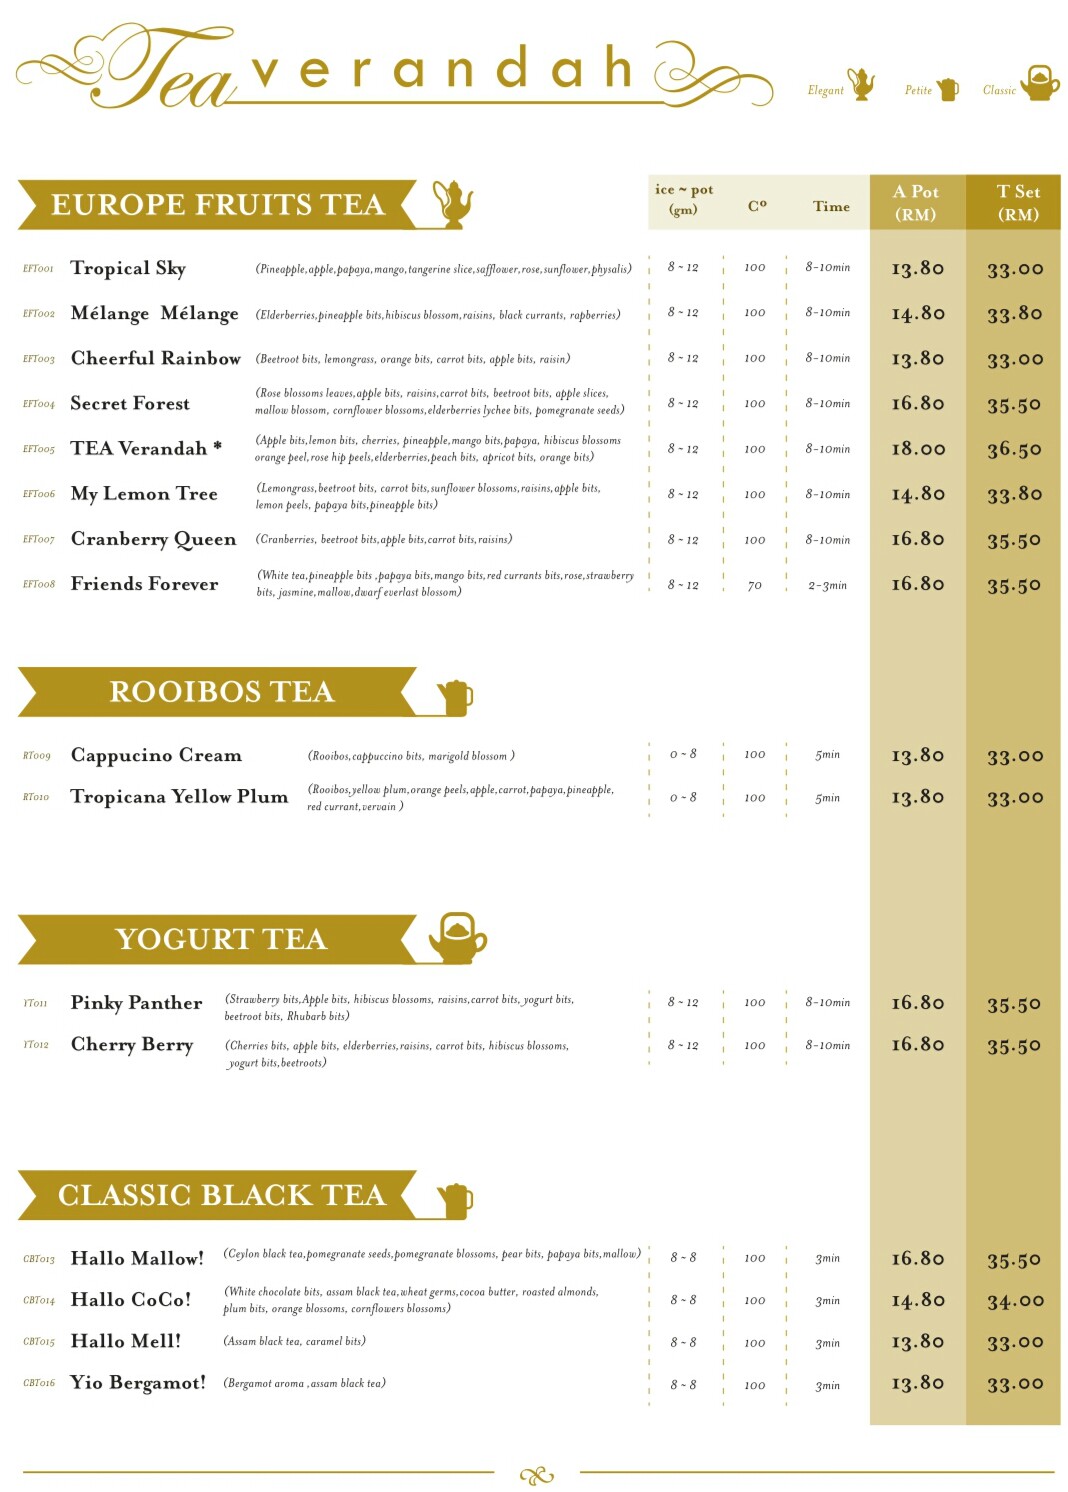 Tea verandah
Elegant Petite Classic
EUROPE FRUITS TEA
ice ~ pot (gm) Cº Time A Pot (RM) T Set (RM)
EFT001 Tropical Sky (Pineapple,apple,papaya,mango,tangerine slice,safflower,rose,sunflower,physalis) 8 ~ 12 100 8-10min 13.80 33.00
EFT002 Mélange Mélange (Elderberries,pineapple bits,hibiscus blossom,raisins, black currants, rapberries) 8 ~ 12 100 8-10min 14.80 33.80
EFT003 Cheerful Rainbow (Beetroot bits, lemongrass, orange bits, carrot bits, apple bits, raisin) 8 ~ 12 100 8-10min 13.80 33.00
EFT004 Secret Forest (Rose blossoms leaves,apple bits, raisins,carrot bits, beetroot bits, apple slices,
mallow blossom, cornflower blossoms,elderberries lychee bits, pomegranate seeds) 8 ~ 12 100 8-10min 16.80 35.50
EFT005 TEA Verandah * (Apple bits,lemon bits, cherries, pineapple,mango bits,papaya, hibiscus blossoms
orange peel,rose hip peels,elderberries,peach bits, apricot bits, orange bits) 8 ~ 12 100 8-10min 18.00 36.50
EFT006 My Lemon Tree (Lemongrass,beetroot bits, carrot bits,sunflower blossoms,raisins,apple bits,
lemon peels, papaya bits,pineapple bits) 8 ~ 12 100 8-10min 14.80 33.80
EFT007 Cranberry Queen (Cranberries, beetroot bits,apple bits,carrot bits,raisins) 8 ~ 12 100 8-10min 16.80 35.50
EFT008 Friends Forever (White tea,pineapple bits ,papaya bits,mango bits,red currants bits,rose,strawberry
bits, jasmine,mallow,dwarf everlast blossom) 8 ~ 12 70 2-3min 16.80 35.50
ROOIBOS TEA
RT009 Cappucino Cream (Rooibos,cappuccino bits, marigold blossom ) 0 ~ 8 100 5min 13.80 33.00
RT010 Tropicana Yellow Plum (Rooibos,yellow plum,orange peels,apple,carrot,papaya,pineapple,
red currant,vervain ) 0 ~ 8 100 5min 13.80 33.00
YOGURT TEA
YT011 Pinky Panther (Strawberry bits,Apple bits, hibiscus blossoms, raisins,carrot bits, yogurt bits,
beetroot bits, Rhubarb bits) 8 ~ 12 100 8-10min 16.80 35.50
YT012 Cherry Berry (Cherries bits, apple bits, elderberries,raisins, carrot bits, hibiscus blossoms,
yogurt bits,beetroots) 8 ~ 12 100 8-10min 16.80 35.50
CLASSIC BLACK TEA
CBT013 Hallo Mallow! (Ceylon black tea,pomegranate seeds,pomegranate blossoms, pear bits, papaya bits,mallow) 8 ~ 8 100 3min 16.80 35.50
CBT014 Hallo CoCo! (White chocolate bits, assam black tea,wheat germs,cocoa butter, roasted almonds,
plum bits, orange blossoms, cornflowers blossoms) 8 ~ 8 100 3min 14.80 34.00
CBT015 Hallo Mell! (Assam black tea, caramel bits) 8 ~ 8 100 3min 13.80 33.00
CBT016 Yio Bergamot! (Bergamot aroma ,assam black tea) 8 ~ 8 100 3min 13.80 33.00